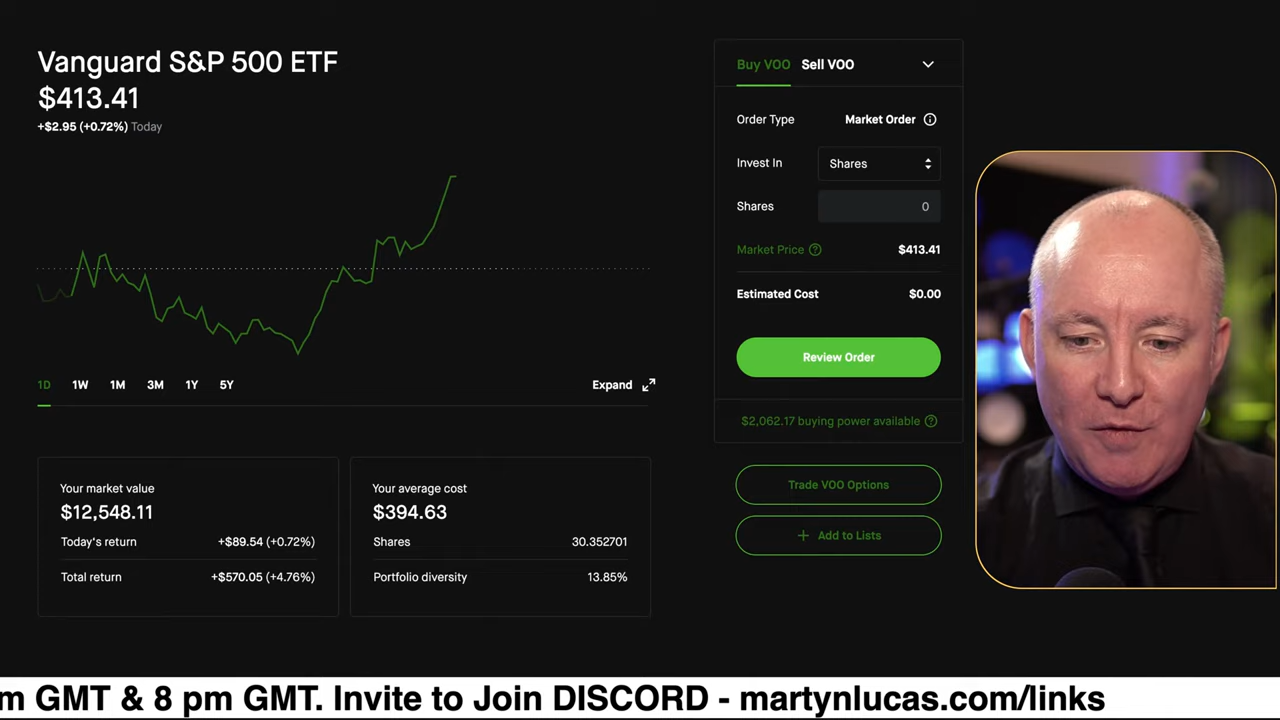 Vanguard S&P 500 ETF
$413.41
+$2.95 (+0.72%) Today
1D 1W 1M 3M 1Y 5Y
Expand
Your market value
$12,548.11
Today's return +$89.54 (+0.72%)
Total return +$570.05 (+4.76%)
Your average cost
$394.63
Shares 30.352701
Portfolio diversity 13.85%
Buy VOO Sell VOO
Order Type Market Order
Invest In Shares
Shares 0
Market Price $413.41
Estimated Cost $0.00
Review Order
$2,062.17 buying power available
Trade VOO Options
+ Add to Lists
m GMT & 8 pm GMT. Invite to Join DISCORD - martynlucas.com/links